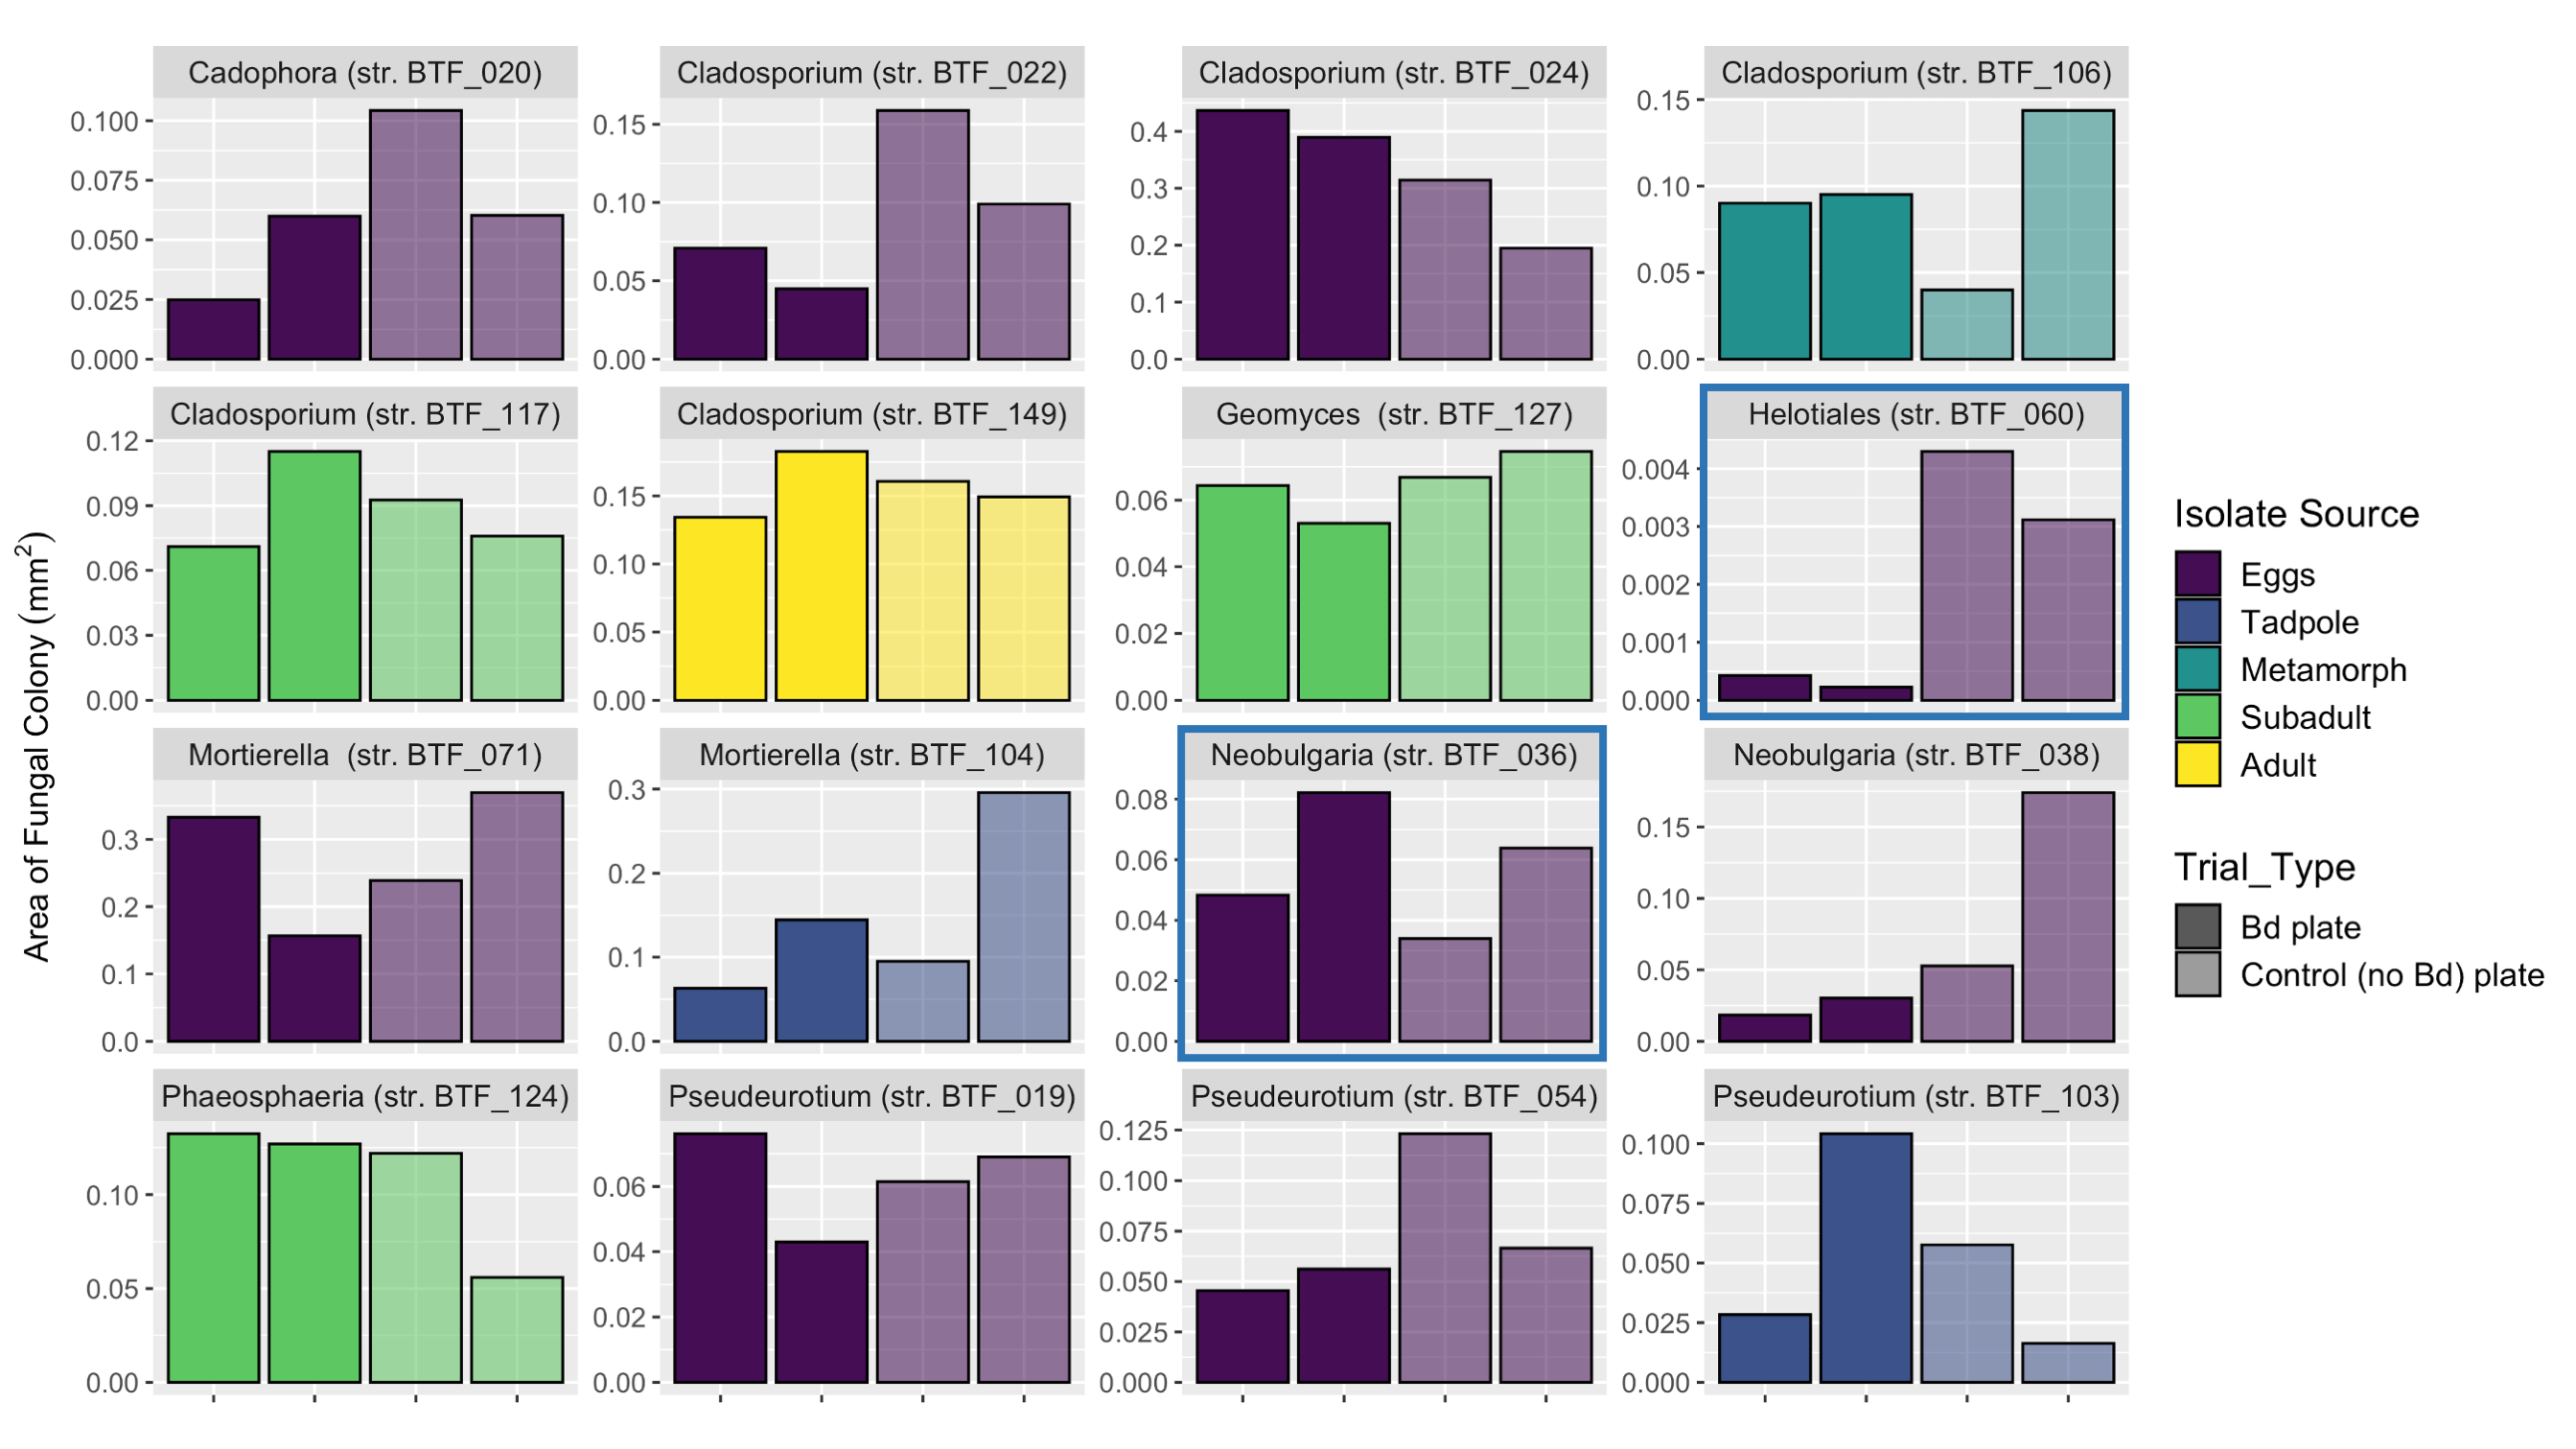 Cadophora (str. BTF_020)
Cladosporium (str. BTF_022)
Cladosporium (str. BTF_024)
Cladosporium (str. BTF_106)
0.100
0.075
0.050
0.025
0.000
0.15
0.10
0.05
0.00
0.4
0.3
0.2
0.1
0.0
0.15
0.10
0.05
0.00
Cladosporium (str. BTF_117)
Cladosporium (str. BTF_149)
Geomyces  (str. BTF_127)
Helotiales (str. BTF_060)
0.12
0.09
0.06
0.03
0.00
0.15
0.10
0.05
0.00
0.06
0.04
0.02
0.00
0.004
0.003
0.002
0.001
0.000
Mortierella  (str. BTF_071)
Mortierella (str. BTF_104)
Neobulgaria (str. BTF_036)
Neobulgaria (str. BTF_038)
0.3
0.2
0.1
0.0
0.3
0.2
0.1
0.0
0.08
0.06
0.04
0.02
0.00
0.15
0.10
0.05
0.00
Phaeosphaeria (str. BTF_124)
Pseudeurotium (str. BTF_019)
Pseudeurotium (str. BTF_054)
Pseudeurotium (str. BTF_103)
0.10
0.05
0.00
0.06
0.04
0.02
0.00
0.125
0.100
0.075
0.050
0.025
0.000
0.100
0.075
0.050
0.025
0.000
Area of Fungal Colony (mm²)
Isolate Source
Eggs
Tadpole
Metamorph
Subadult
Adult
Trial_Type
Bd plate
Control (no Bd) plate